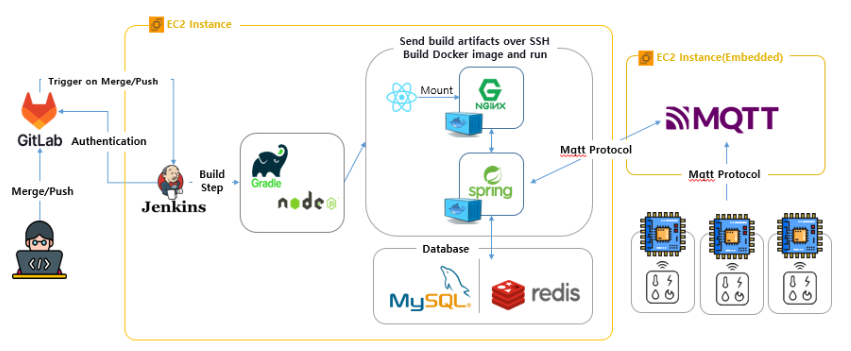 EC2 Instance
Send build artifacts over SSH
Build Docker image and run
EC2 Instance(Embedded)
Trigger on Merge/Push
Mount
NGINX
MQTT
GitLab
Authentication
Mqtt Protocol
Build
Step
Gradle
spring
Mqtt Protocol
Merge/Push
Jenkins
node
JS
Database
MySQL
redis